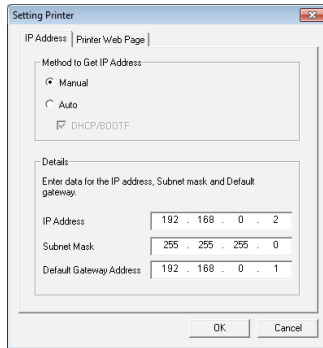 Setting Printer
IP Address Printer Web Page
Method to Get IP Address
Manual
Auto
DHCP/BOOTF
Details
Enter data for the IP address, Subnet mask and Default
gateway.
IP Address 192 . 168 . 0 . 2
Subnet Mask 255 . 255 . 255 . 0
Default Gateway Address 192 . 168 . 0 . 1
OK Cancel